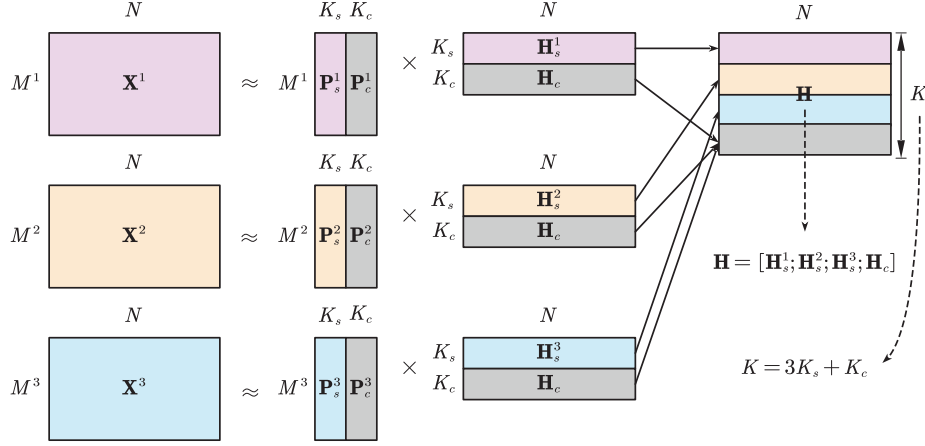 N K_s K_c N N
M^1 X^1 ≈ M^1 P_s^1 P_c^1 × K_s H_s^1 K_c H_c H K
N K_s K_c N
M^2 X^2 ≈ M^2 P_s^2 P_c^2 × K_s H_s^2 K_c H_c
H = [H_s^1; H_s^2; H_s^3; H_c]
N K_s K_c N
M^3 X^3 ≈ M^3 P_s^3 P_c^3 × K_s H_s^3 K_c H_c
K = 3K_s + K_c